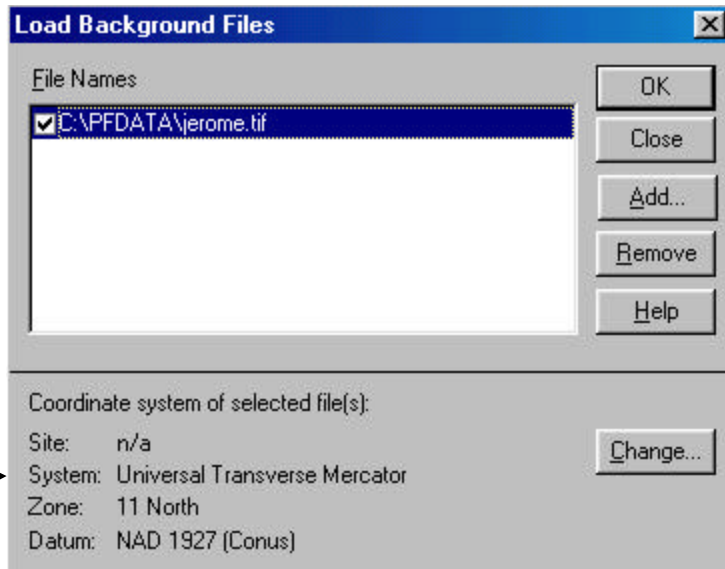 Load Background Files
File Names
C:\PFDATA\jerome.tif
OK
Close
Add...
Remove
Help
Coordinate system of selected file(s):
Site: n/a
System: Universal Transverse Mercator
Zone: 11 North
Datum: NAD 1927 (Conus)
Change...